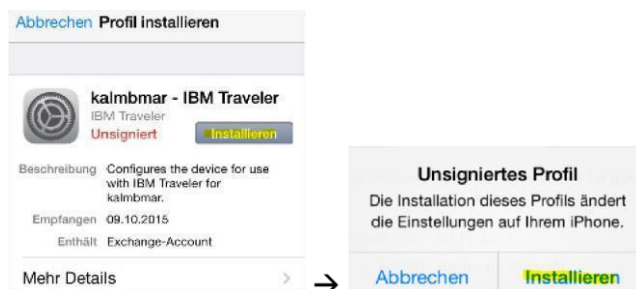 Abbrechen Profil installieren
kalmbmar - IBM Traveler
IBM Traveler
Unsigniert Installieren
Beschreibung Configures the device for use
with IBM Traveler for
kalmbmar.
Empfangen 09.10.2015
Enthält Exchange-Account
Mehr Details >
→
Unsigniertes Profil
Die Installation dieses Profils ändert
die Einstellungen auf Ihrem iPhone.
Abbrechen Installieren